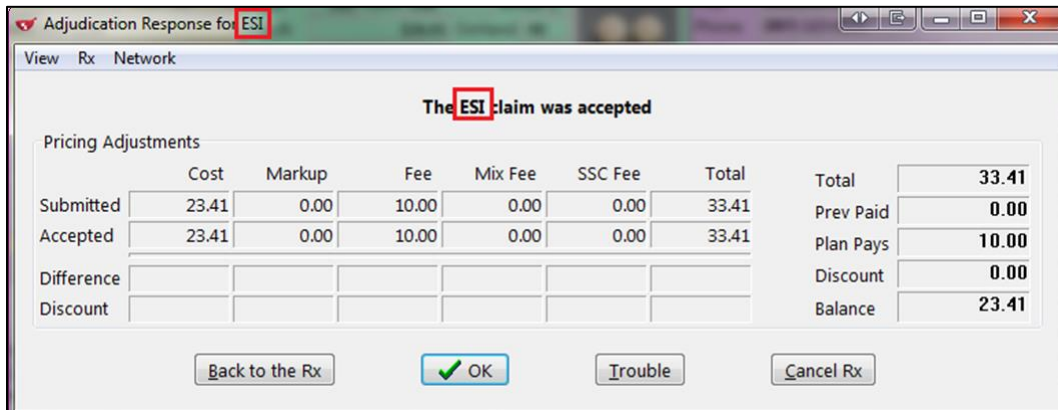 Adjudication Response for ESI
View Rx Network
The ESI claim was accepted
Pricing Adjustments
Cost Markup Fee Mix Fee SSC Fee Total
Submitted 23.41 0.00 10.00 0.00 0.00 33.41
Accepted 23.41 0.00 10.00 0.00 0.00 33.41
Difference
Discount
Total 33.41
Prev Paid 0.00
Plan Pays 10.00
Discount 0.00
Balance 23.41
Back to the Rx OK Trouble Cancel Rx